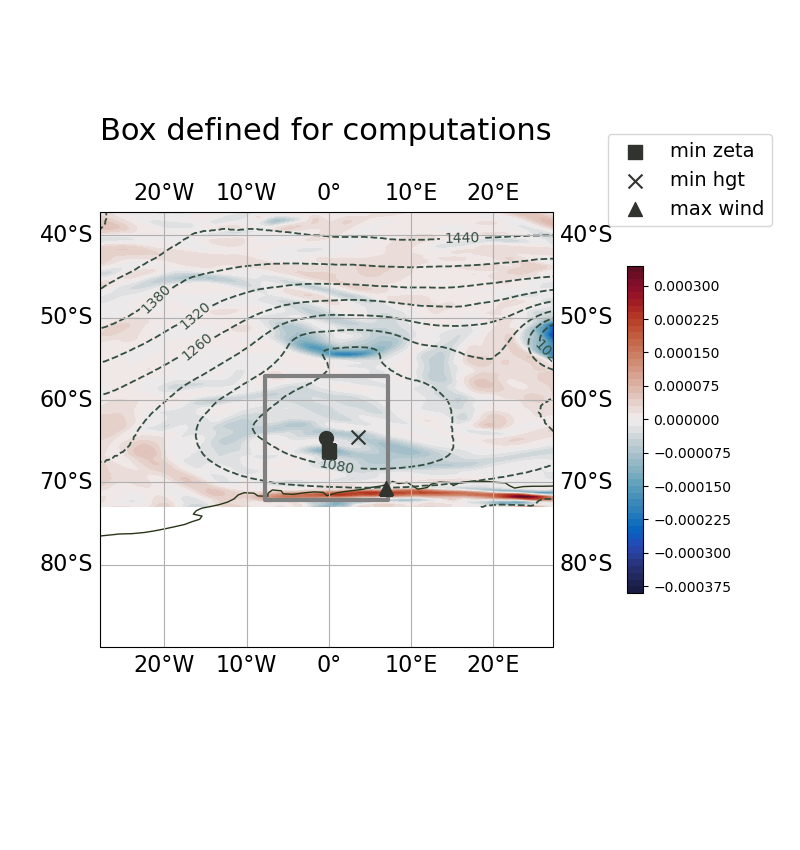 Box defined for computations
min zeta
min hgt
max wind
20°W 10°W 0° 10°E 20°E
40°S 1440 40°S
1380
0.000300
50°S 1320 50°S
0.000225
1260
0.000150
0.000075
60°S 60°S
0.000000
−0.000075
1080
70°S 70°S
−0.000150
−0.000225
−0.000300
80°S 80°S
−0.000375
20°W 10°W 0° 10°E 20°E